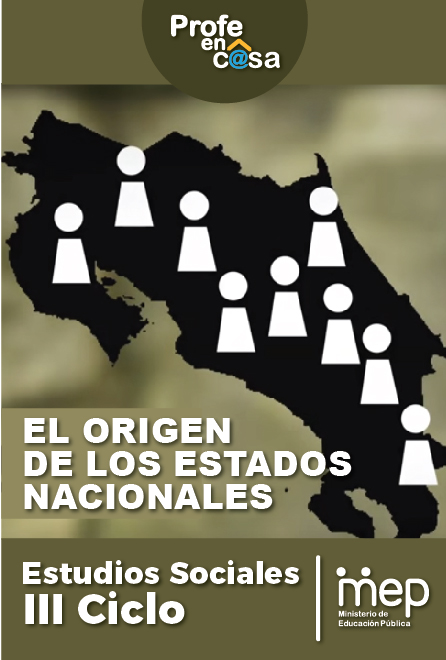 Profe
en
c@sa
EL ORIGEN
DE LOS ESTADOS
NACIONALES
Estudios Sociales
III Ciclo
mep
Ministerio de
Educación Pública